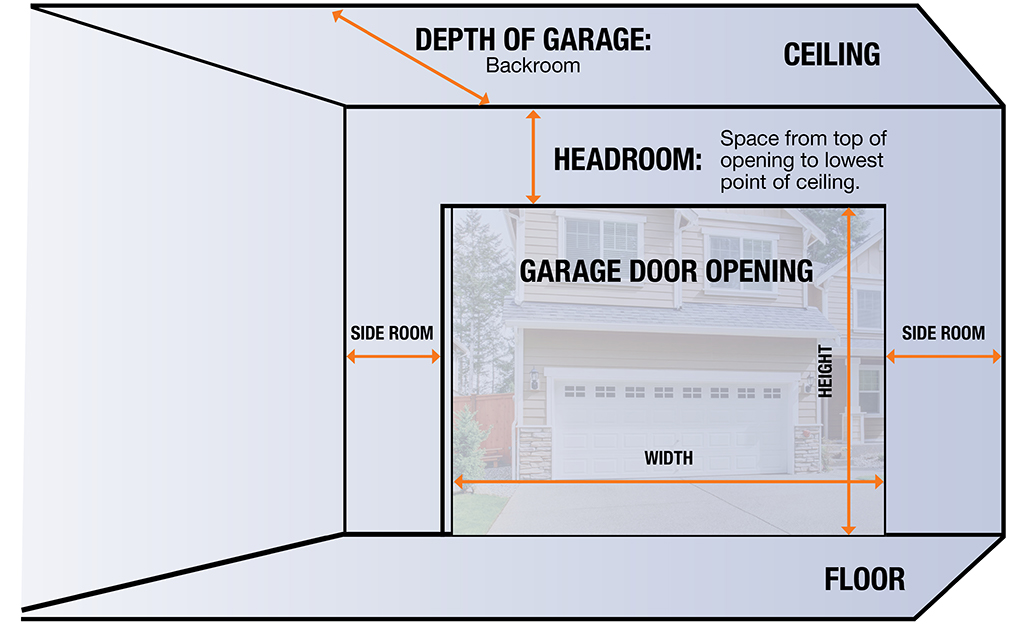 DEPTH OF GARAGE:
Backroom
CEILING
HEADROOM:
Space from top of
opening to lowest
point of ceiling.
GARAGE DOOR OPENING
SIDE ROOM
SIDE ROOM
HEIGHT
WIDTH
FLOOR